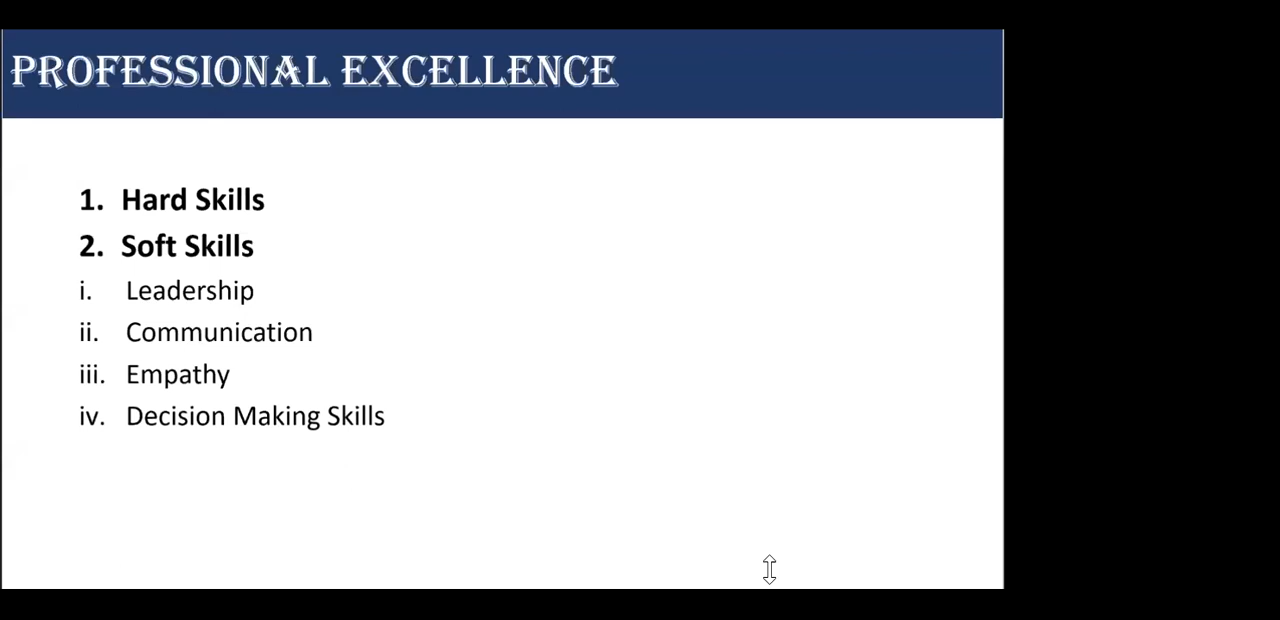 PROFESSIONAL EXCELLENCE
1. Hard Skills
2. Soft Skills
i. Leadership
ii. Communication
iii. Empathy
iv. Decision Making Skills